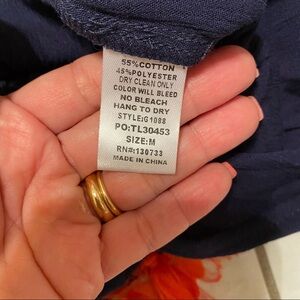 55%COTTON
45%POLYESTER
DRY CLEAN ONLY
COLOR WILL BLEED
NO BLEACH
HANG TO DRY
STYLE:G1088
PO:TL30453
SIZE:M
RN#:130733
MADE IN CHINA